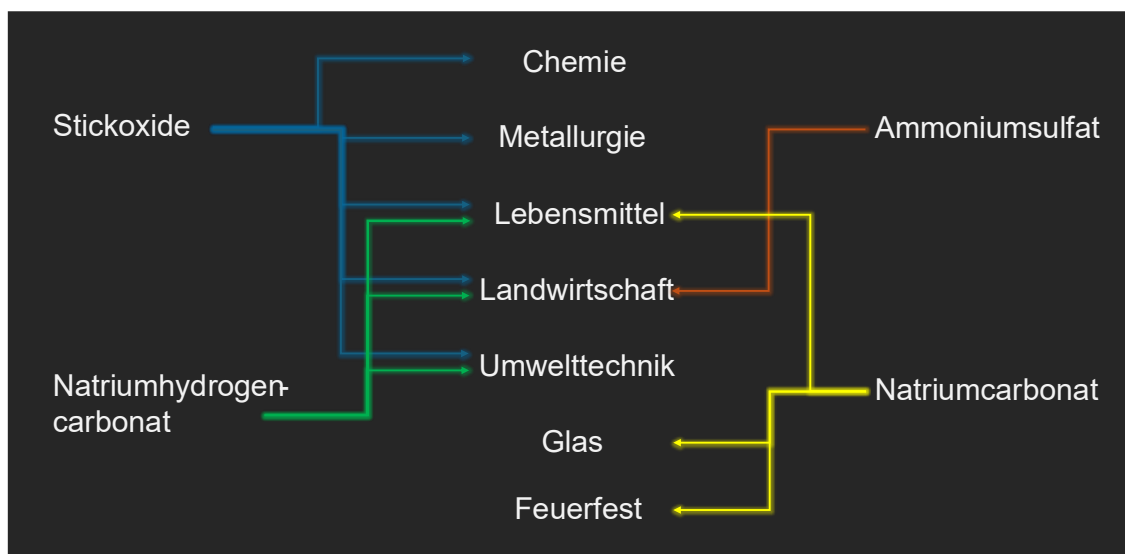 Chemie
Stickoxide
Ammoniumsulfat
Metallurgie
Lebensmittel
Landwirtschaft
Umwelttechnik
Natriumhydrogen-
carbonat
Natriumcarbonat
Glas
Feuerfest